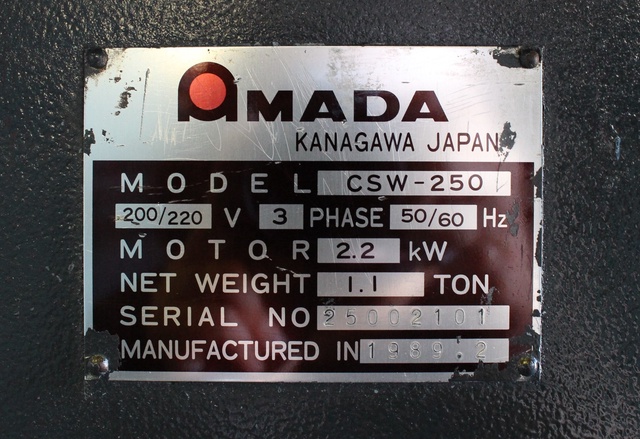 AMADA
KANAGAWA JAPAN
MODEL CSW-250
200/220 V 3 PHASE 50/60 Hz
MOTOR 2.2 kW
NET WEIGHT 1.1 TON
SERIAL NO 25002101
MANUFACTURED IN 1989.2